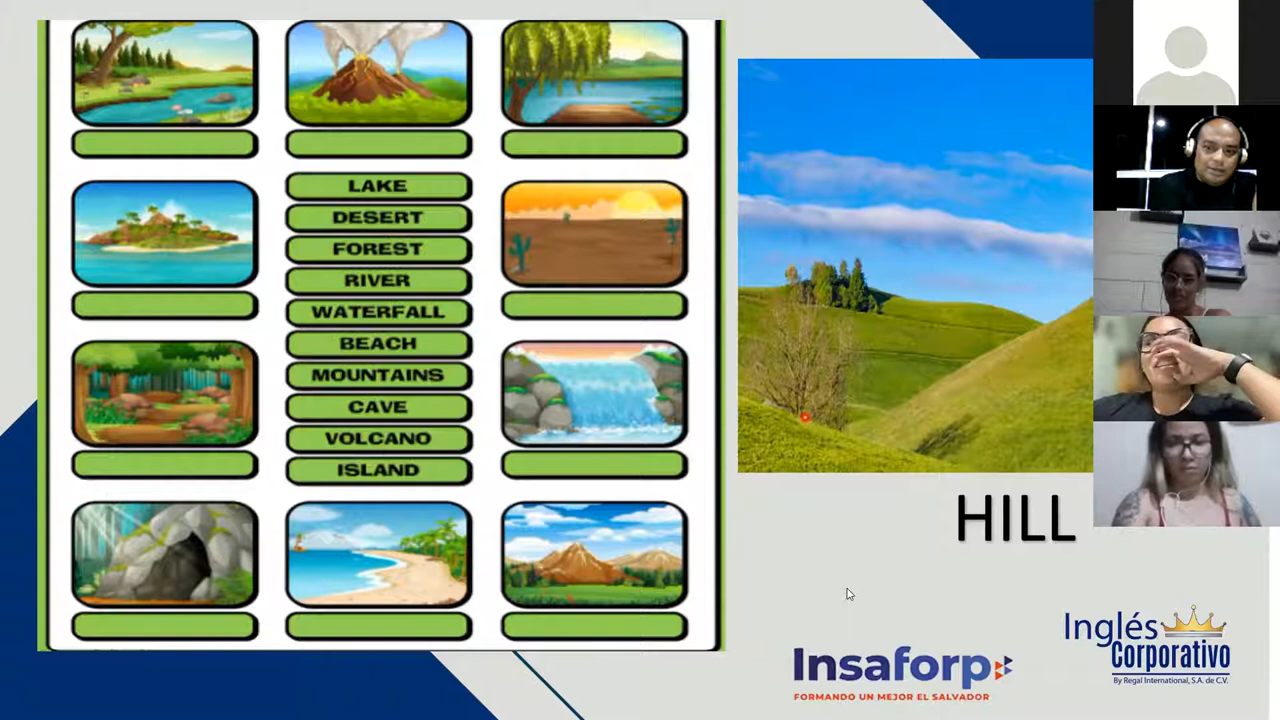 LAKE
DESERT
FOREST
RIVER
WATERFALL
BEACH
MOUNTAINS
CAVE
VOLCANO
ISLAND
HILL
Insaforp
FORMANDO UN MEJOR EL SALVADOR
Inglés
Corporativo
By Regal International, S.A. de C.V.